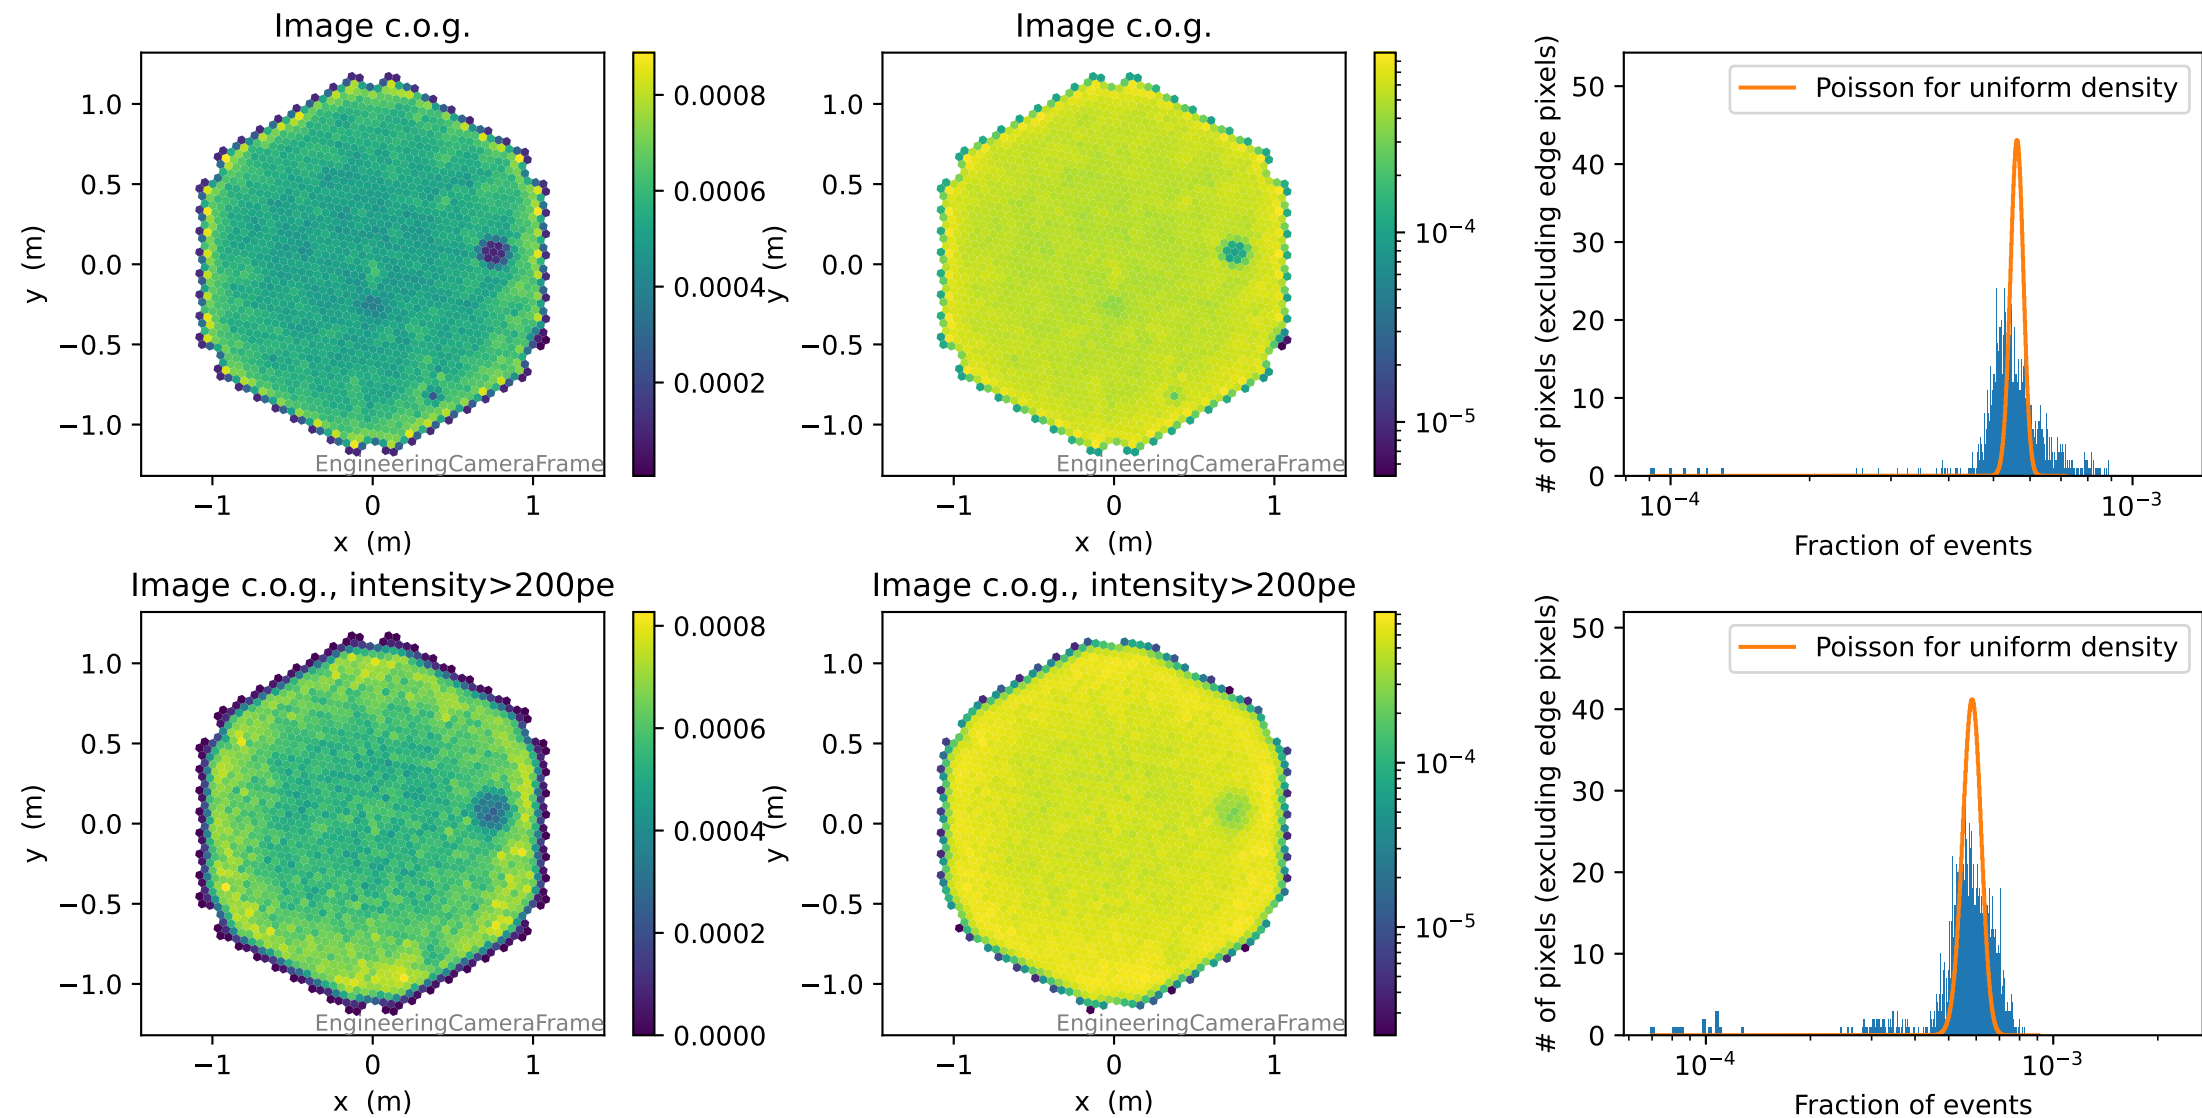 Image c.o.g.
1.0
0.5
0.0
−0.5
−1.0
y (m)
−1
0
1
x (m)
EngineeringCameraFrame
0.0008
0.0006
0.0004
0.0002
Image c.o.g.
1.0
0.5
0.0
−0.5
−1.0
y (m)
−1
0
1
x (m)
EngineeringCameraFrame
10−4
10−5
Poisson for uniform density
50
40
30
20
10
0
# of pixels (excluding edge pixels)
10−4
10−3
Fraction of events
Image c.o.g., intensity>200pe
1.0
0.5
0.0
−0.5
−1.0
y (m)
−1
0
1
x (m)
EngineeringCameraFrame
0.0008
0.0006
0.0004
0.0002
0.0000
Image c.o.g., intensity>200pe
1.0
0.5
0.0
−0.5
−1.0
y (m)
−1
0
1
x (m)
EngineeringCameraFrame
10−4
10−5
Poisson for uniform density
50
40
30
20
10
0
# of pixels (excluding edge pixels)
10−4
10−3
Fraction of events